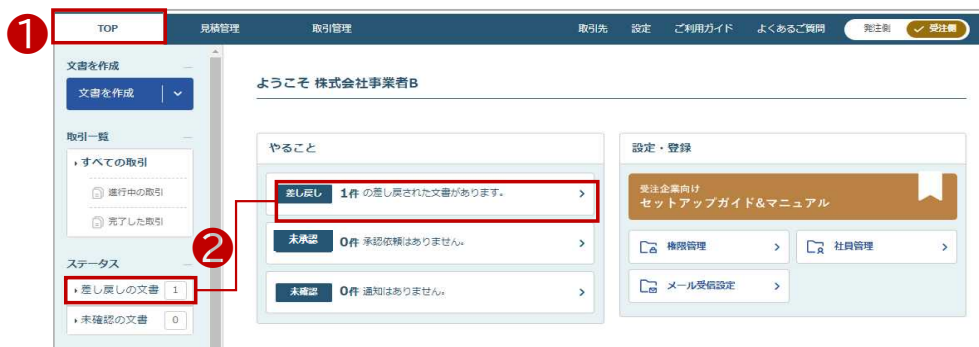 1
TOP 見積管理 取引管理 取引先 設定 ご利用ガイド よくあるご質問 発注側 受注側
文書を作成
文書を作成
取引一覧
すべての取引
進行中の取引
完了した取引
ステータス
差し戻しの文書 1
未確認の文書 0
2
ようこそ 株式会社事業者B
やること
差し戻し 1件 の差し戻された文書があります。
未承認 0件 承認依頼はありません。
未確認 0件 通知はありません。
設定・登録
受注企業向け
セットアップガイド&マニュアル
権限管理 社員管理
メール受信設定